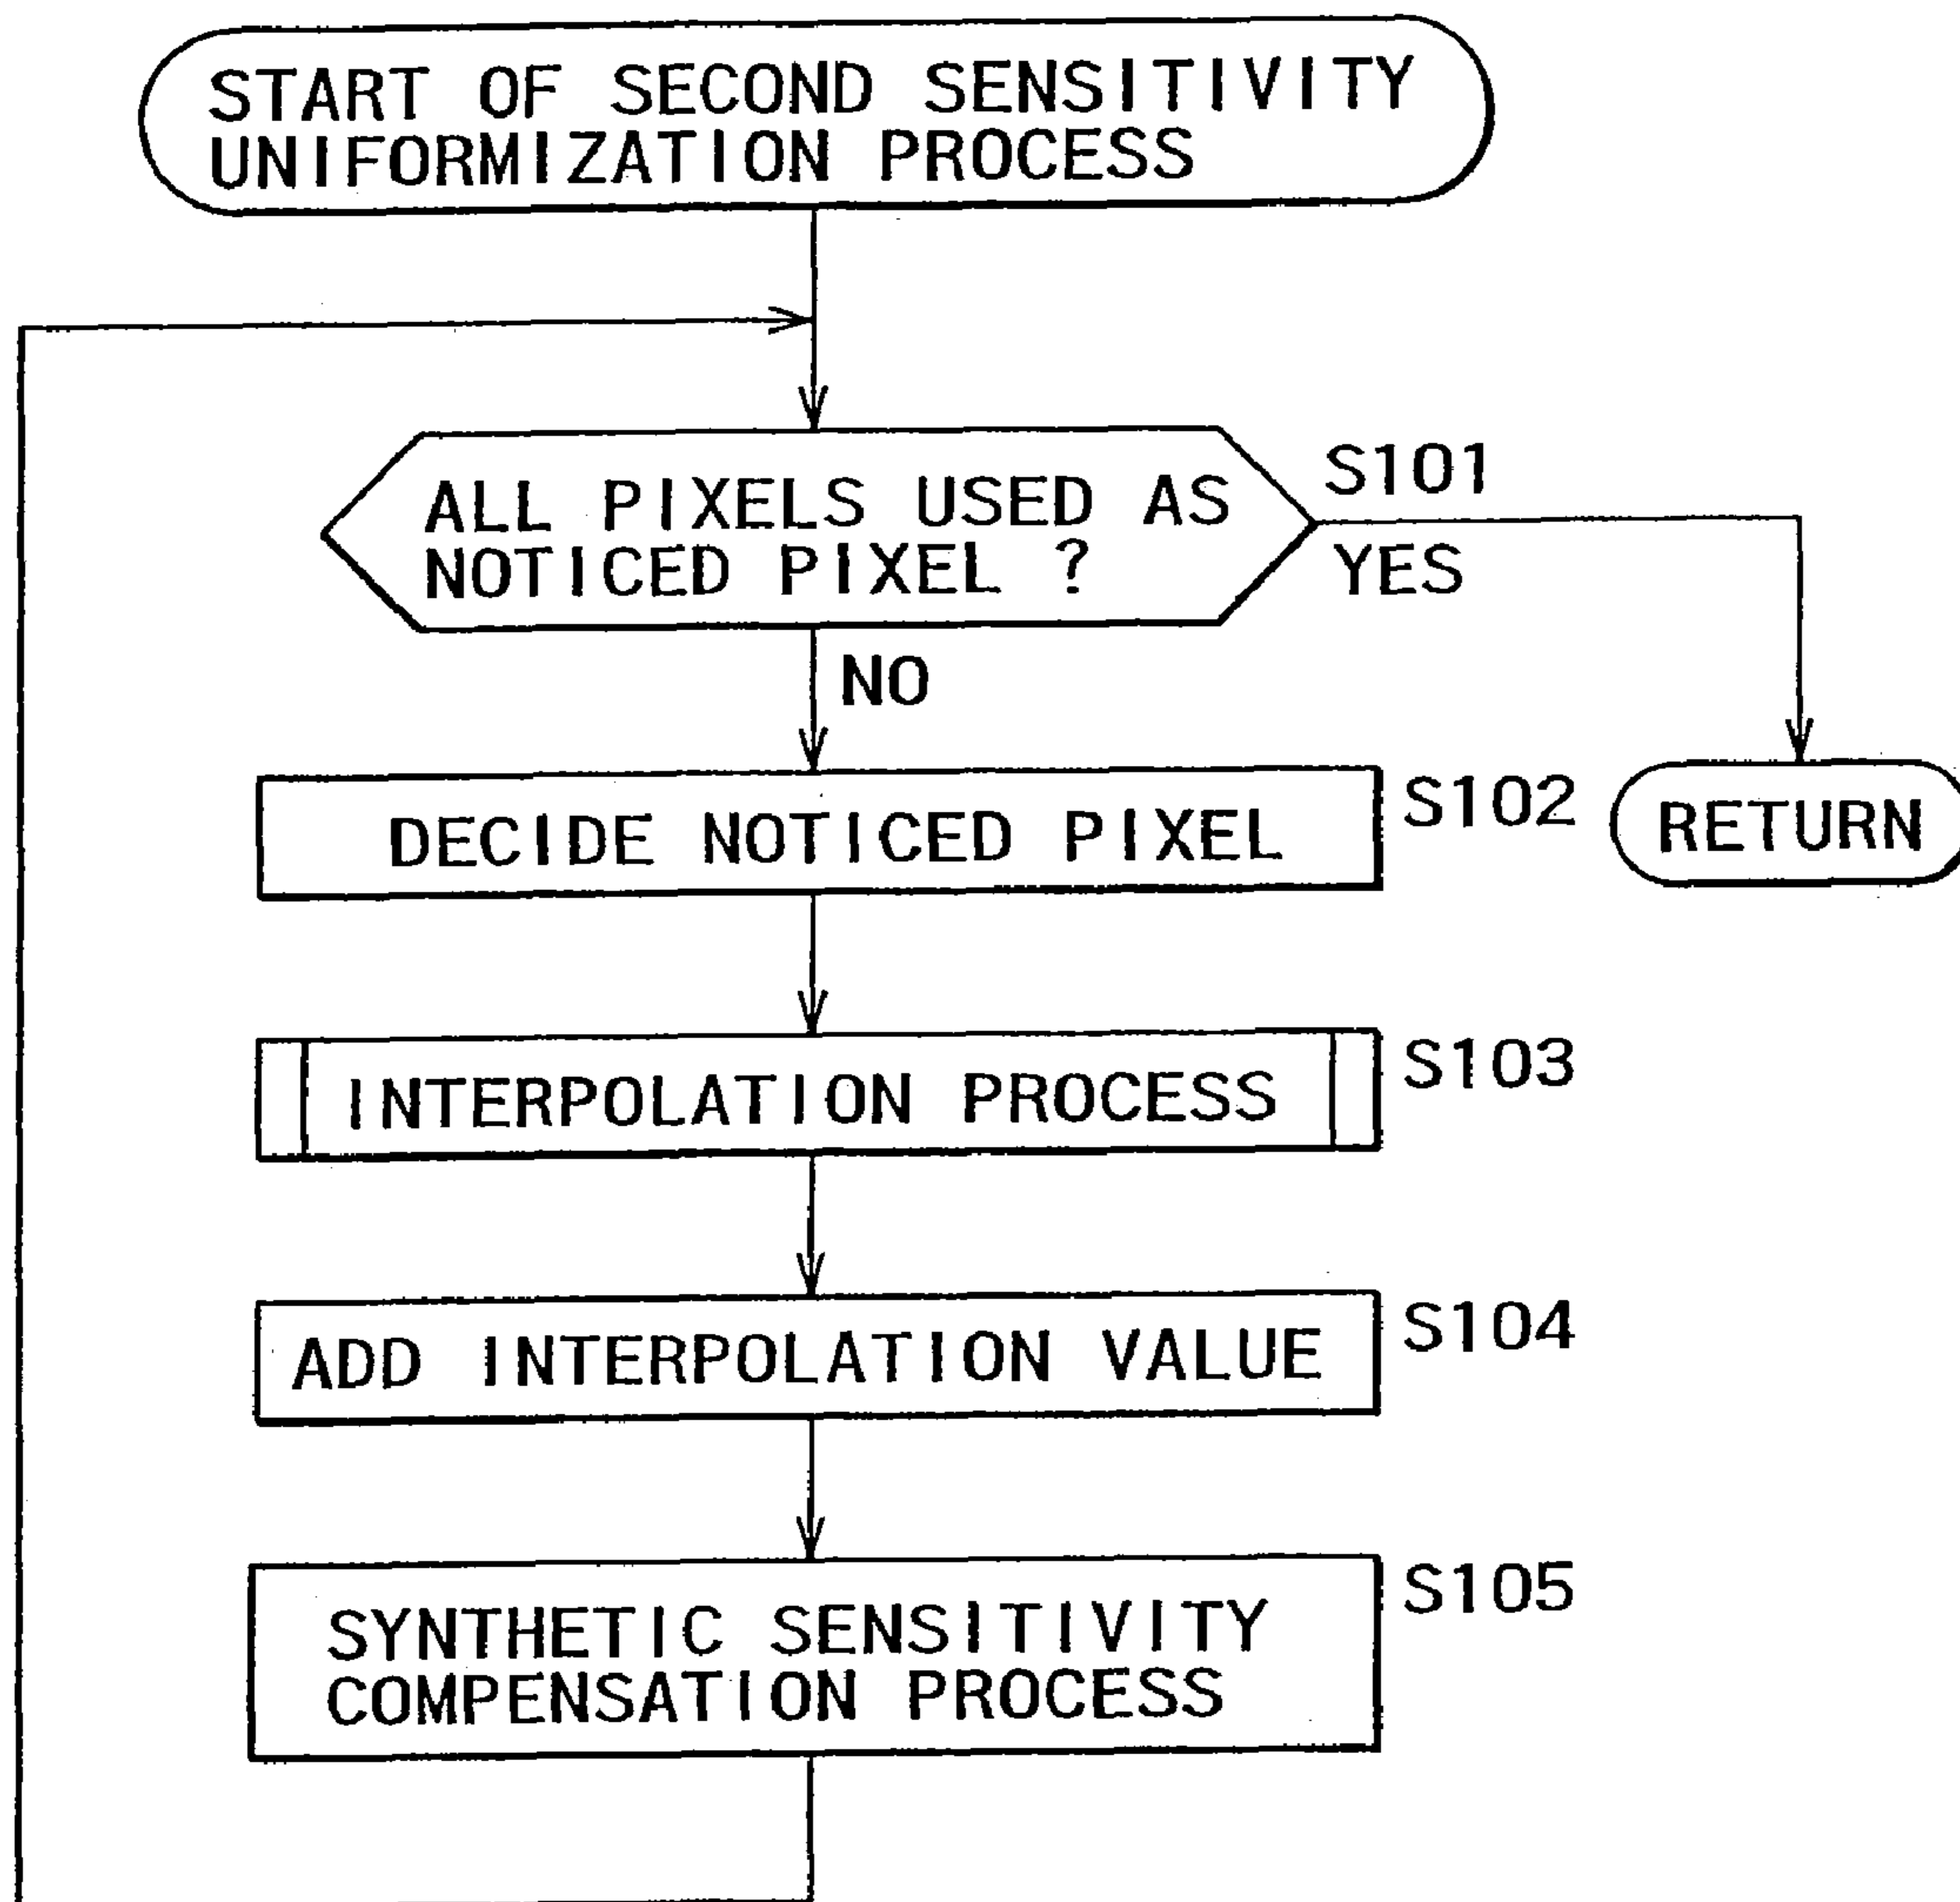 START OF SECOND SENSITIVITY
UNIFORMIZATION PROCESS
ALL PIXELS USED AS
NOTICED PIXEL ?
S101
YES
NO
DECIDE NOTICED PIXEL
S102
RETURN
INTERPOLATION PROCESS
S103
ADD INTERPOLATION VALUE
S104
SYNTHETIC SENSITIVITY
COMPENSATION PROCESS
S105